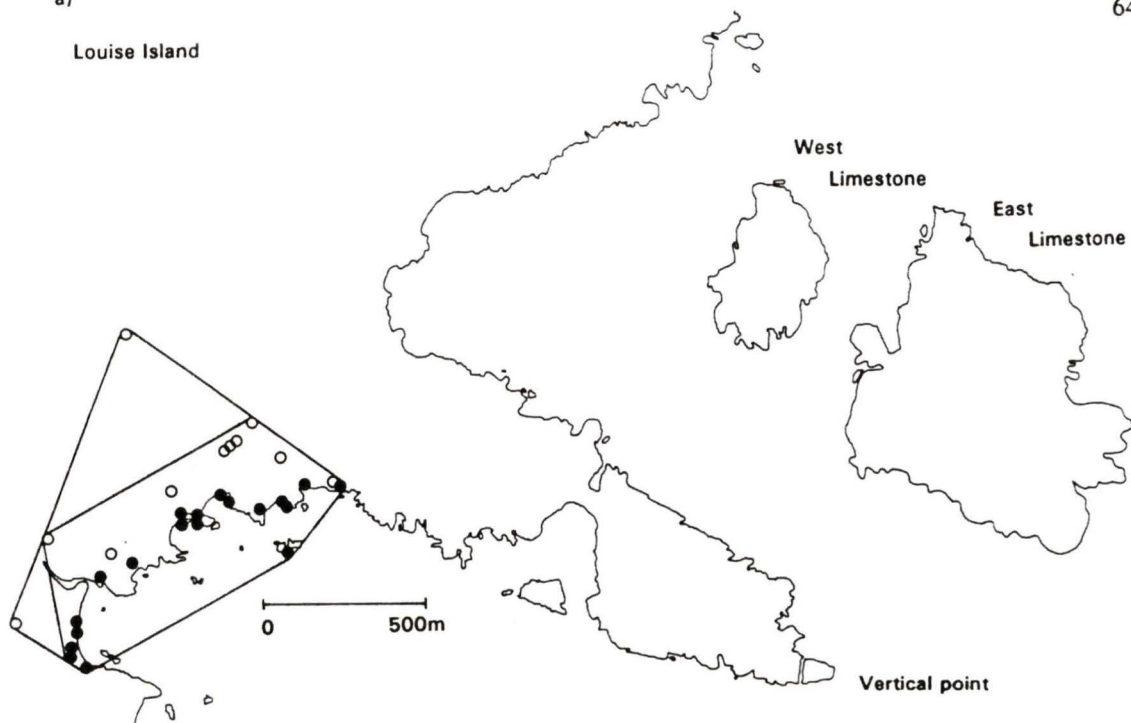 a)
64
Louise Island
West
Limestone
East
Limestone
0 500m
Vertical point